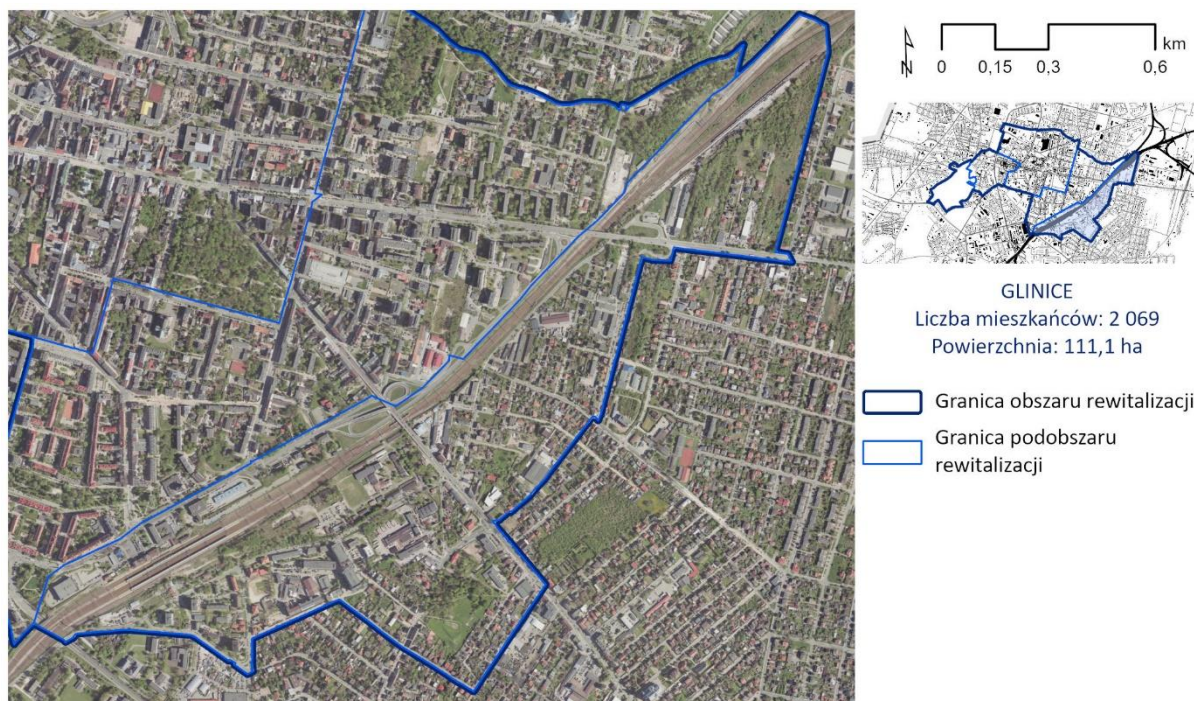 N
0 0,15 0,3 0,6
km
GLINICE
Liczba mieszkańców: 2 069
Powierzchnia: 111,1 ha
Granica obszaru rewitalizacji
Granica podobszaru
rewitalizacji